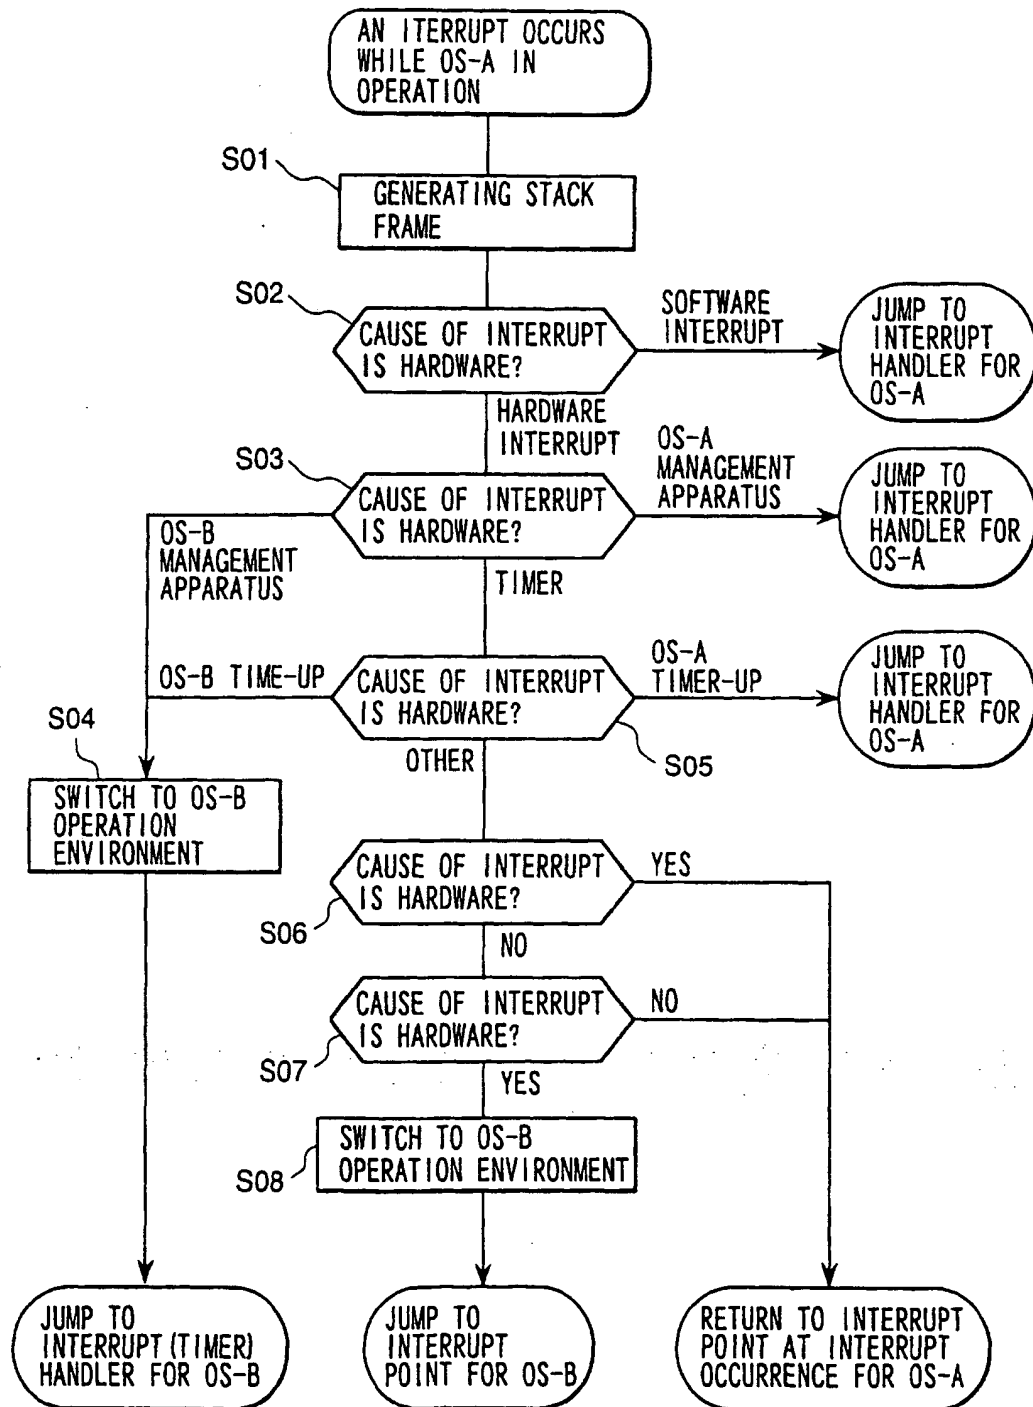 AN ITERRUPT OCCURS
WHILE OS-A IN
OPERATION
S01
GENERATING STACK
FRAME
S02
CAUSE OF INTERRUPT
IS HARDWARE?
SOFTWARE
INTERRUPT
JUMP TO
INTERRUPT
HANDLER FOR
OS-A
HARDWARE
INTERRUPT
S03
CAUSE OF INTERRUPT
IS HARDWARE?
OS-A
MANAGEMENT
APPARATUS
JUMP TO
INTERRUPT
HANDLER FOR
OS-A
OS-B
MANAGEMENT
APPARATUS
TIMER
OS-B TIME-UP
CAUSE OF INTERRUPT
IS HARDWARE?
OS-A
TIMER-UP
JUMP TO
INTERRUPT
HANDLER FOR
OS-A
S04
OTHER
S05
SWITCH TO OS-B
OPERATION
ENVIRONMENT
CAUSE OF INTERRUPT
IS HARDWARE?
YES
S06
NO
CAUSE OF INTERRUPT
IS HARDWARE?
NO
S07
YES
SWITCH TO OS-B
OPERATION ENVIRONMENT
S08
JUMP TO
INTERRUPT(TIMER)
HANDLER FOR OS-B
JUMP TO
INTERRUPT
POINT FOR OS-B
RETURN TO INTERRUPT
POINT AT INTERRUPT
OCCURRENCE FOR OS-A